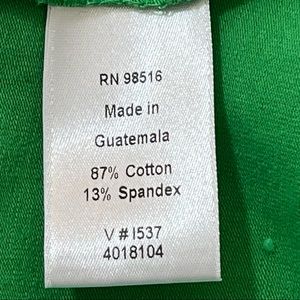 RN 98516
Made in
Guatemala
87% Cotton
13% Spandex
V # I537
4018104